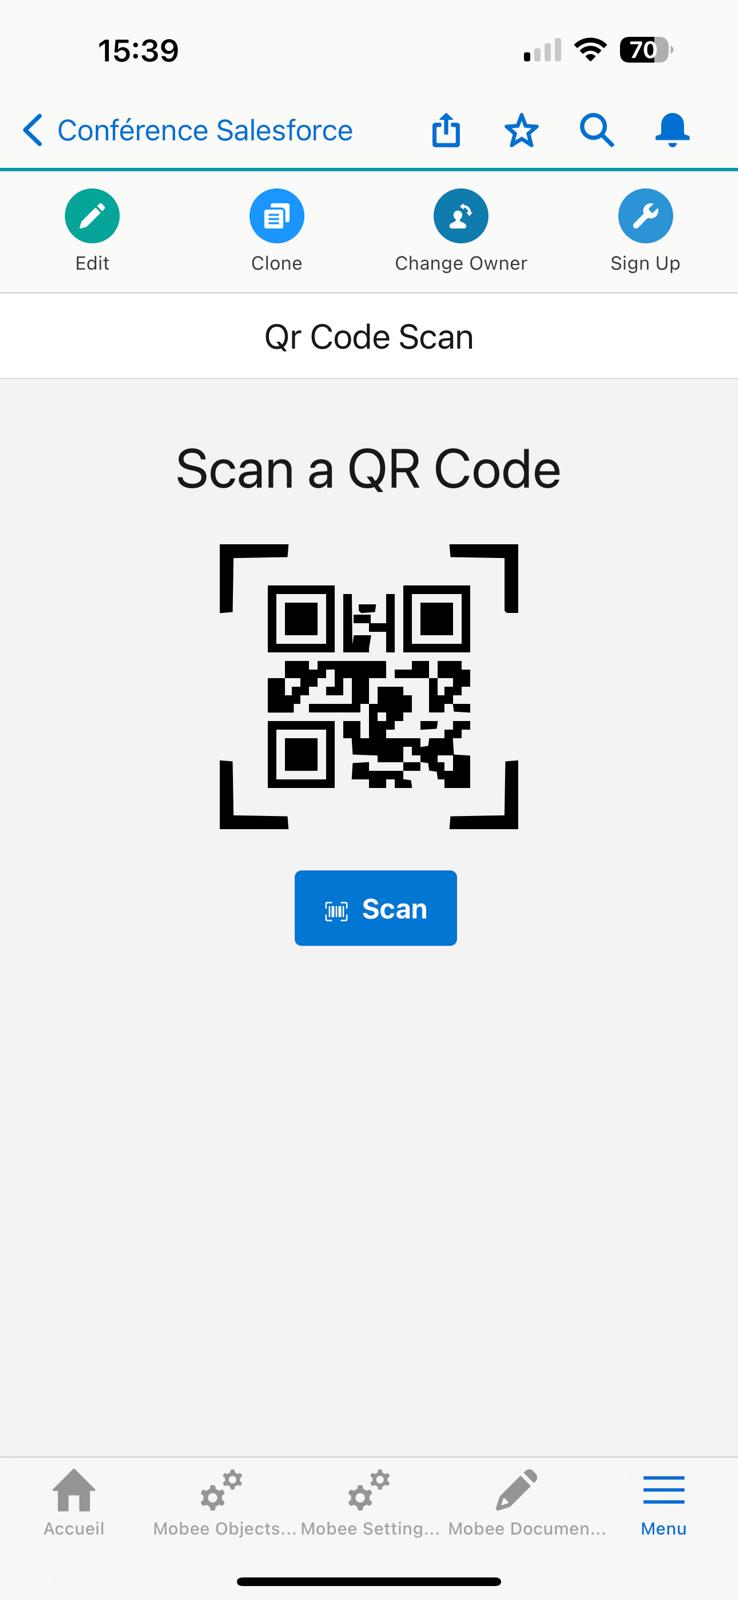 15:39
70
Conférence Salesforce
Edit
Clone
Change Owner
Sign Up
Qr Code Scan
Scan a QR Code
Scan
Accueil
Mobee Objects...
Mobee Setting...
Mobee Documen...
Menu